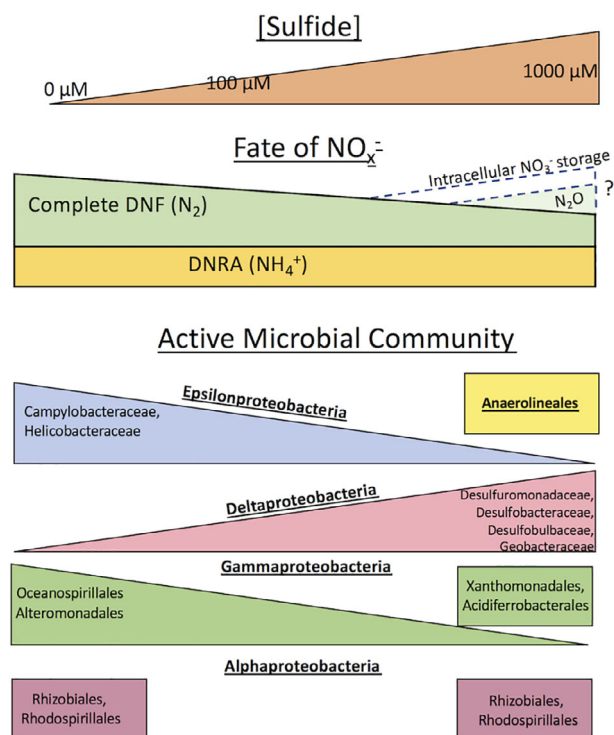 [Sulfide]
0 µM
100 µM
1000 µM
Fate of NOx-
Intracellular NO3- storage
?
Complete DNF (N2)
N2O
DNRA (NH4+)
Active Microbial Community
Epsilonproteobacteria
Campylobacteraceae,
Helicobacteraceae
Anaerolineales
Deltaproteobacteria
Desulfuromonadaceae,
Desulfobacteraceae,
Desulfobulbaceae,
Geobacteraceae
Gammaproteobacteria
Oceanospirillales
Alteromonadales
Xanthomonadales,
Acidiferrobacterales
Alphaproteobacteria
Rhizobiales,
Rhodospirillales
Rhizobiales,
Rhodospirillales